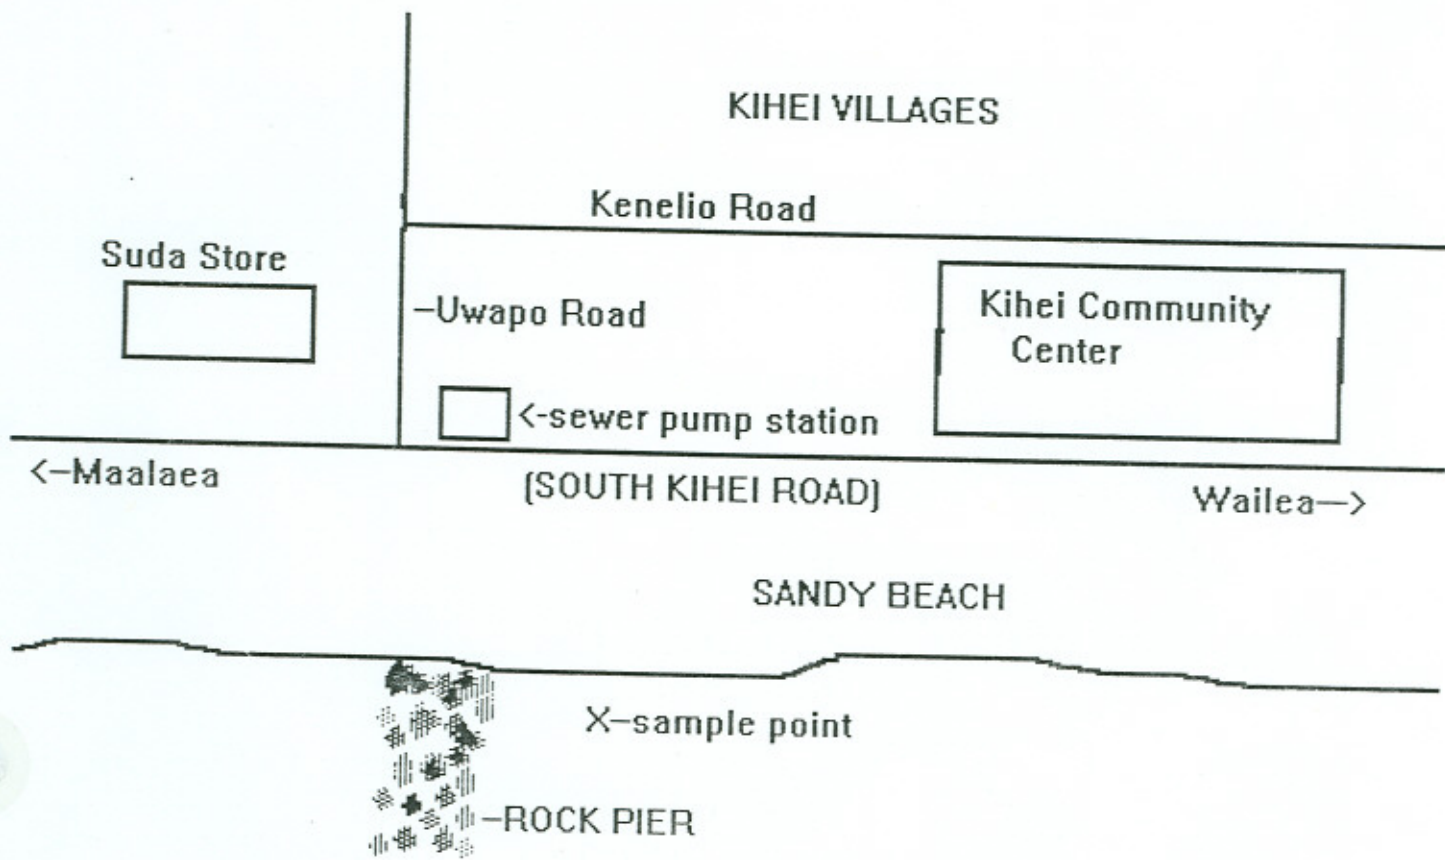 KIHEI VILLAGES
Kenelio Road
Suda Store
–Uwapo Road
Kihei Community
Center
<-sewer pump station
<–Maalaea
(SOUTH KIHEI ROAD)
Wailea—>
SANDY BEACH
X–sample point
–ROCK PIER